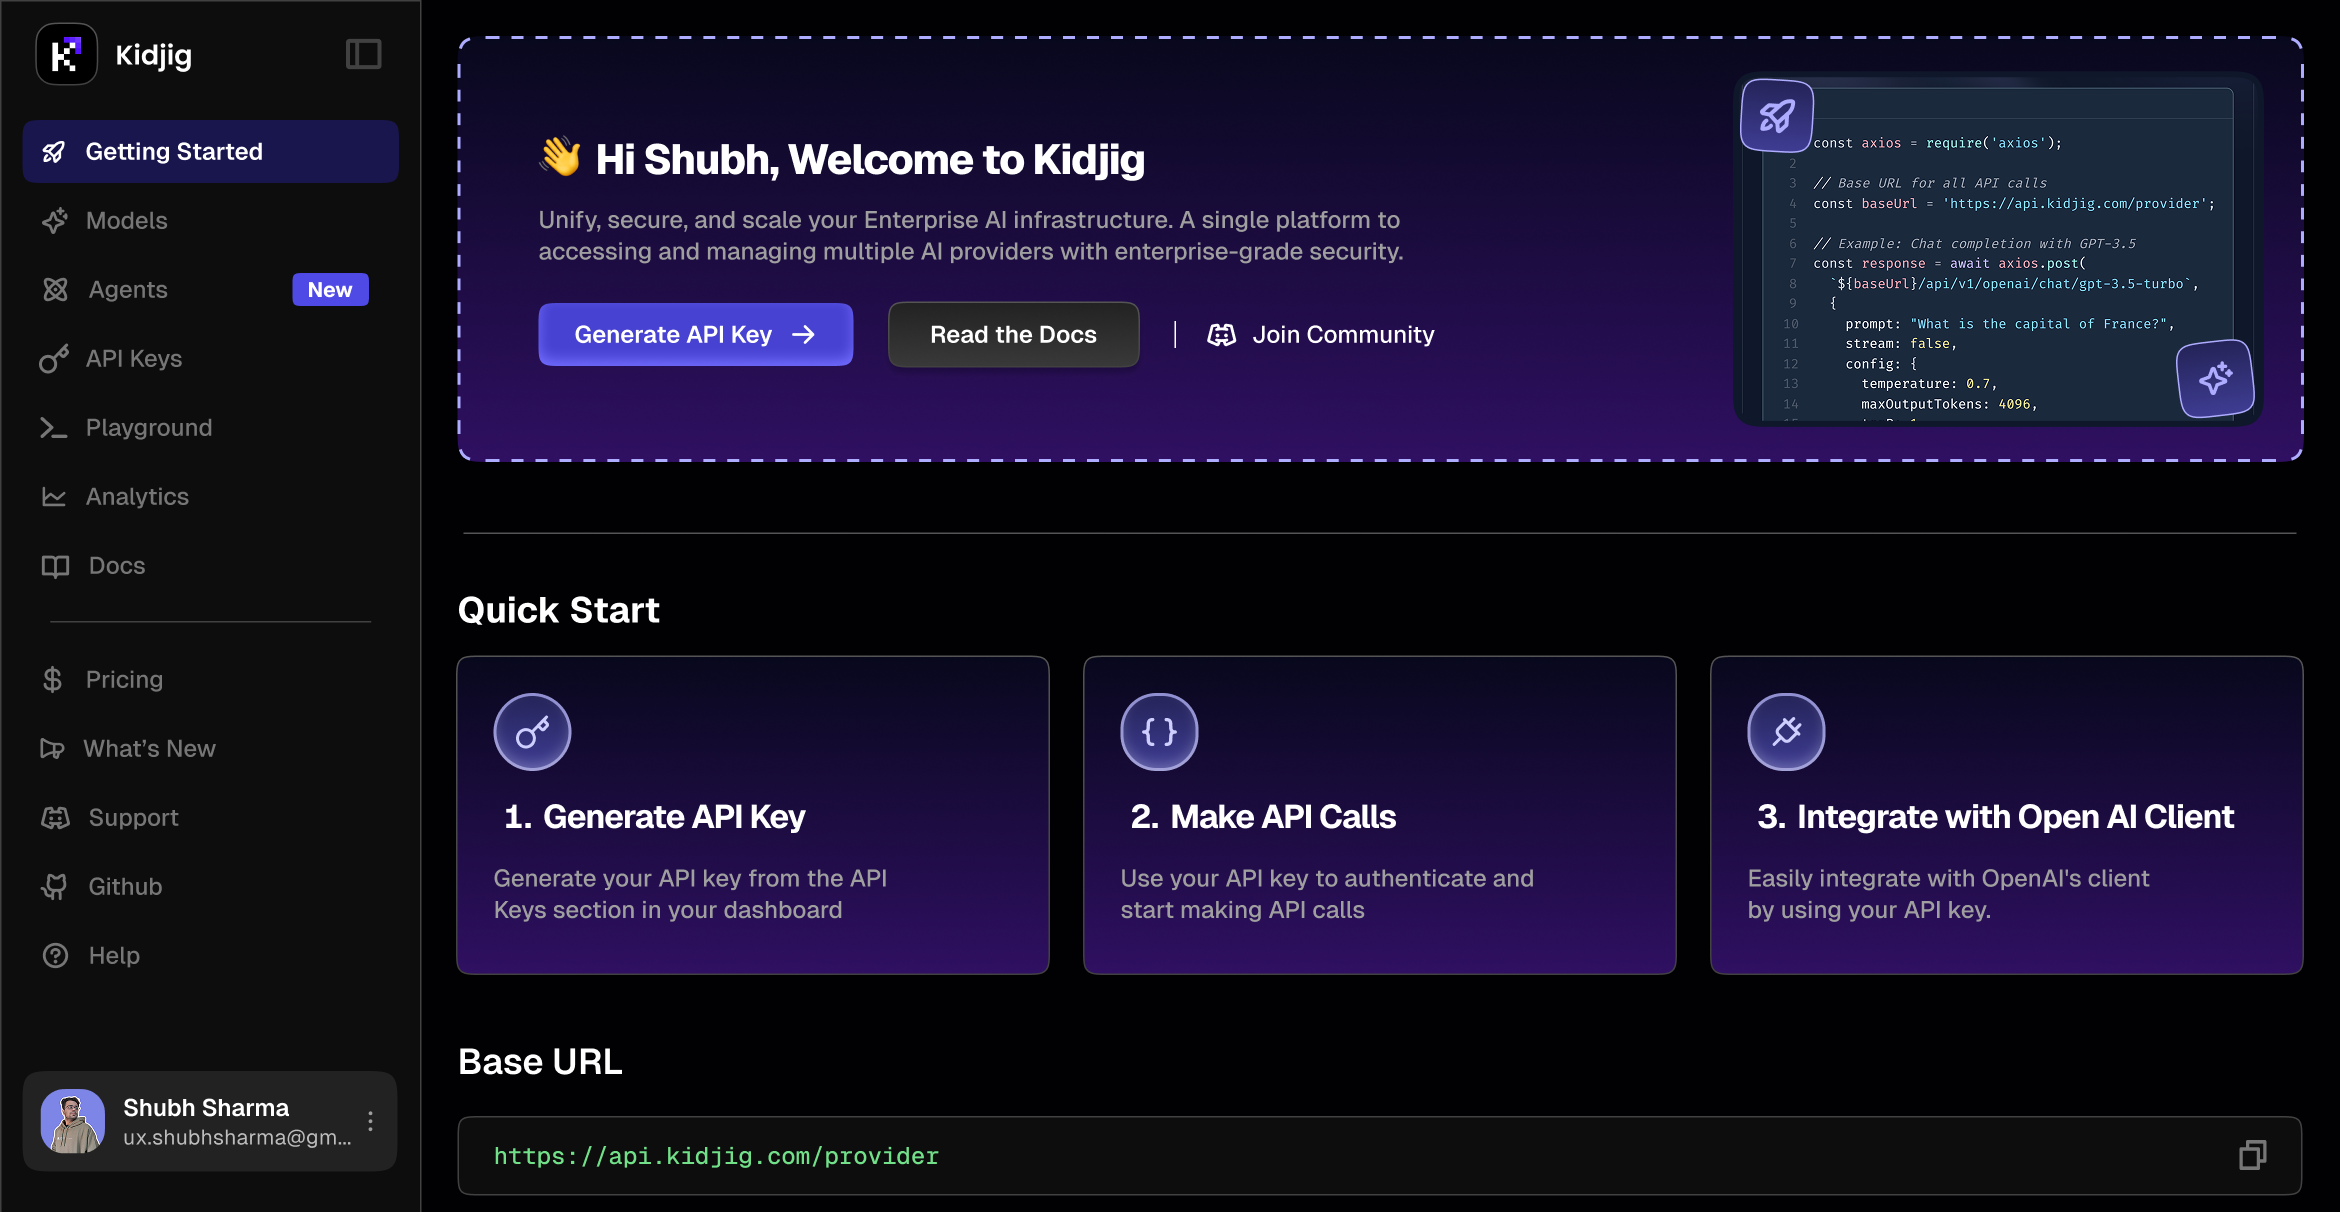 Kidjig
Getting Started
Models
Agents
New
API Keys
Playground
Analytics
Docs
Pricing
What’s New
Support
Github
Help
Shubh Sharma
ux.shubhsharma@gm...
👋 Hi Shubh, Welcome to Kidjig
Unify, secure, and scale your Enterprise AI infrastructure. A single platform to
accessing and managing multiple AI providers with enterprise-grade security.
Generate API Key →
Read the Docs
Join Community
const axios = require('axios');
2
3 // Base URL for all API calls
4 const baseUrl = 'https://api.kidjig.com/provider';
5
6 // Example: Chat completion with GPT-3.5
7 const response = await axios.post(
8 `${baseUrl}/api/v1/openai/chat/gpt-3.5-turbo`,
9 {
10 prompt: "What is the capital of France?",
11 stream: false,
12 config: {
13 temperature: 0.7,
14 maxOutputTokens: 4096,
Quick Start
1. Generate API Key
Generate your API key from the API
Keys section in your dashboard
2. Make API Calls
Use your API key to authenticate and
start making API calls
3. Integrate with Open AI Client
Easily integrate with OpenAI's client
by using your API key.
Base URL
https://api.kidjig.com/provider